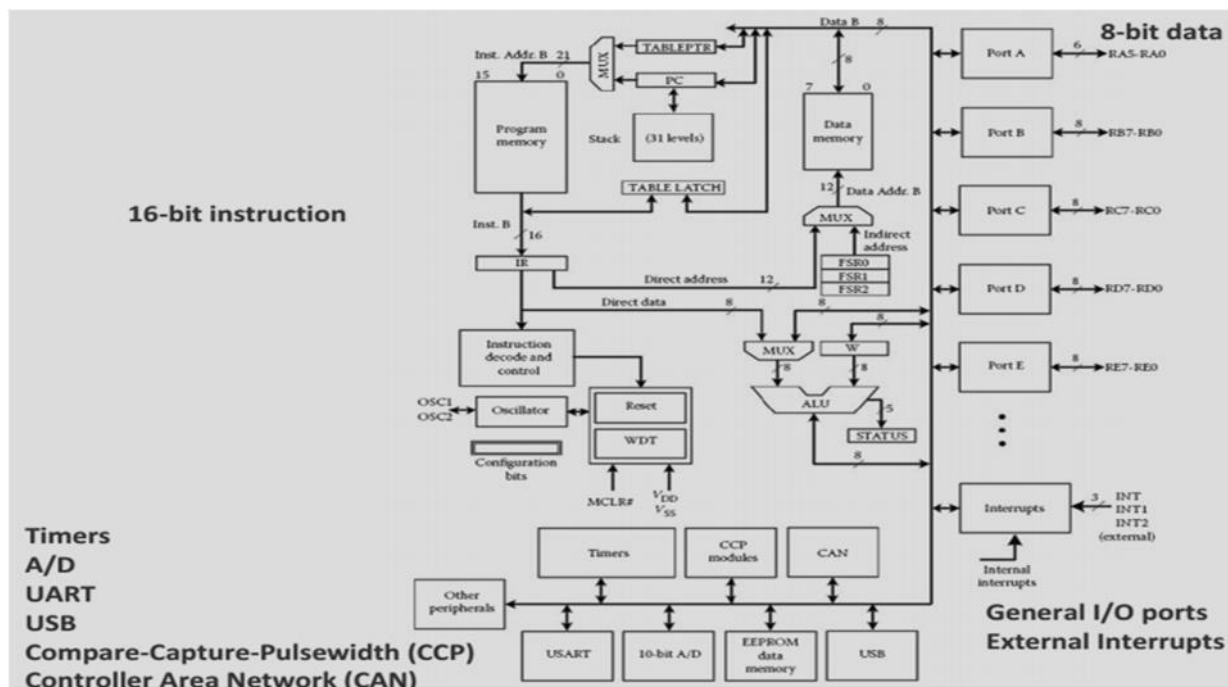 8-bit data
Data B 8
Inst. Addr. B 21
MUX
TABLEPTR
PC
15 0
Program memory
Stack
(31 levels)
8
7 0
Data memory
12
Data Addr. B
TABLE LATCH
MUX
16-bit instruction
Inst. B
16
IR
Indirect address
FSR0
FSR1
FSR2
Direct address 12
Direct data 8
8
8
MUX
W
8
8
ALU
5
STATUS
8
Instruction decode and control
OSC1
OSC2
Oscillator
Reset
WDT
Configuration bits
MCLR#
VDD
VSS
Port A
6
RA5-RA0
Port B
8
RB7-RB0
Port C
8
RC7-RC0
Port D
8
RD7-RD0
Port E
8
RE7-RE0
Interrupts
3
INT
INT1
INT2
(external)
Internal interrupts
Timers
CCP modules
CAN
Other peripherals
USART
10-bit A/D
EEPROM data memory
USB
Timers
A/D
UART
USB
Compare-Capture-Pulsewidth (CCP)
Controller Area Network (CAN)
General I/O ports
External Interrupts